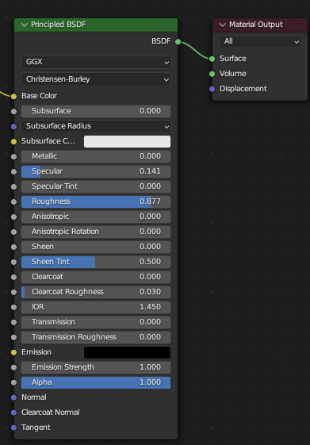 Principled BSDF
BSDF
GGX
Christensen-Burley
Base Color
Subsurface 0.000
Subsurface Radius
Subsurface C...
Metallic 0.000
Specular 0.141
Specular Tint 0.000
Roughness 0.877
Anisotropic 0.000
Anisotropic Rotation 0.000
Sheen 0.000
Sheen Tint 0.500
Clearcoat 0.000
Clearcoat Roughness 0.030
IOR 1.450
Transmission 0.000
Transmission Roughness 0.000
Emission
Emission Strength 1.000
Alpha 1.000
Normal
Clearcoat Normal
Tangent
Material Output
All
Surface
Volume
Displacement